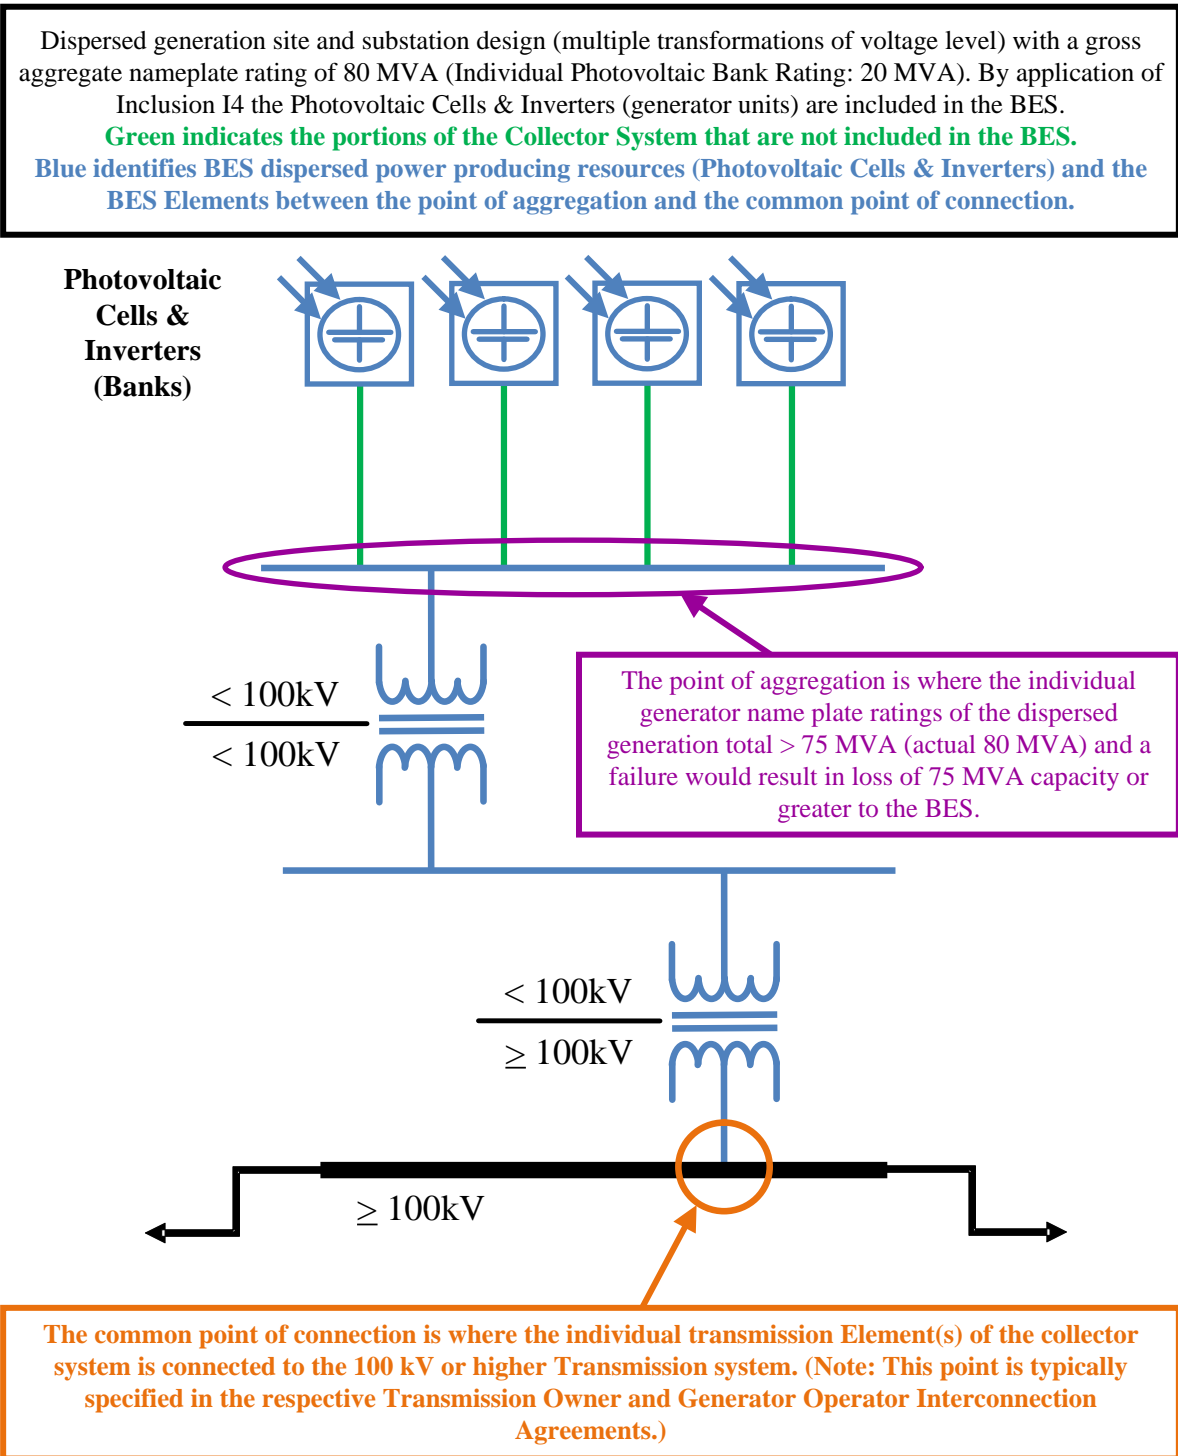 Dispersed generation site and substation design (multiple transformations of voltage level) with a gross
aggregate nameplate rating of 80 MVA (Individual Photovoltaic Bank Rating: 20 MVA). By application of
Inclusion I4 the Photovoltaic Cells & Inverters (generator units) are included in the BES.
Green indicates the portions of the Collector System that are not included in the BES.
Blue identifies BES dispersed power producing resources (Photovoltaic Cells & Inverters) and the
BES Elements between the point of aggregation and the common point of connection.
Photovoltaic
Cells &
Inverters
(Banks)
The point of aggregation is where the individual
generator name plate ratings of the dispersed
generation total > 75 MVA (actual 80 MVA) and a
failure would result in loss of 75 MVA capacity or
greater to the BES.
< 100kV
< 100kV
< 100kV
≥ 100kV
≥ 100kV
The common point of connection is where the individual transmission Element(s) of the collector
system is connected to the 100 kV or higher Transmission system. (Note: This point is typically
specified in the respective Transmission Owner and Generator Operator Interconnection
Agreements.)